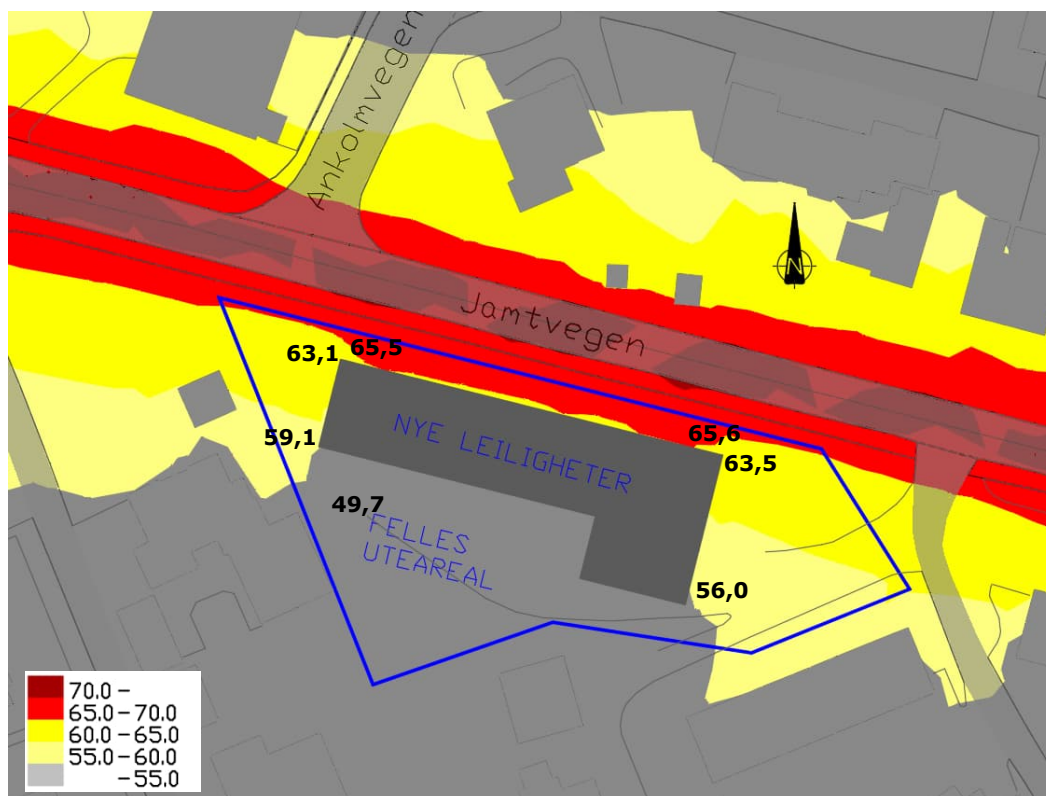 Ankolmvegen
N
Jamtvegen
63,1
65,5
59,1
NYE LEILIGHETER
65,6
63,5
49,7
FELLES
UTEAREAL
56,0
70.0 -
65.0 - 70.0
60.0 - 65.0
55.0 - 60.0
- 55.0